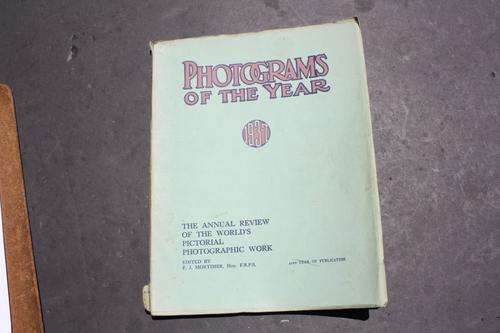 PHOTOGRAMS
OF THE YEAR
1937
THE ANNUAL REVIEW
OF THE WORLD'S
PICTORIAL
PHOTOGRAPHIC WORK
EDITED BY
F. J. MORTIMER, Hon. F.R.P.S.
YEAR OF PUBLICATION